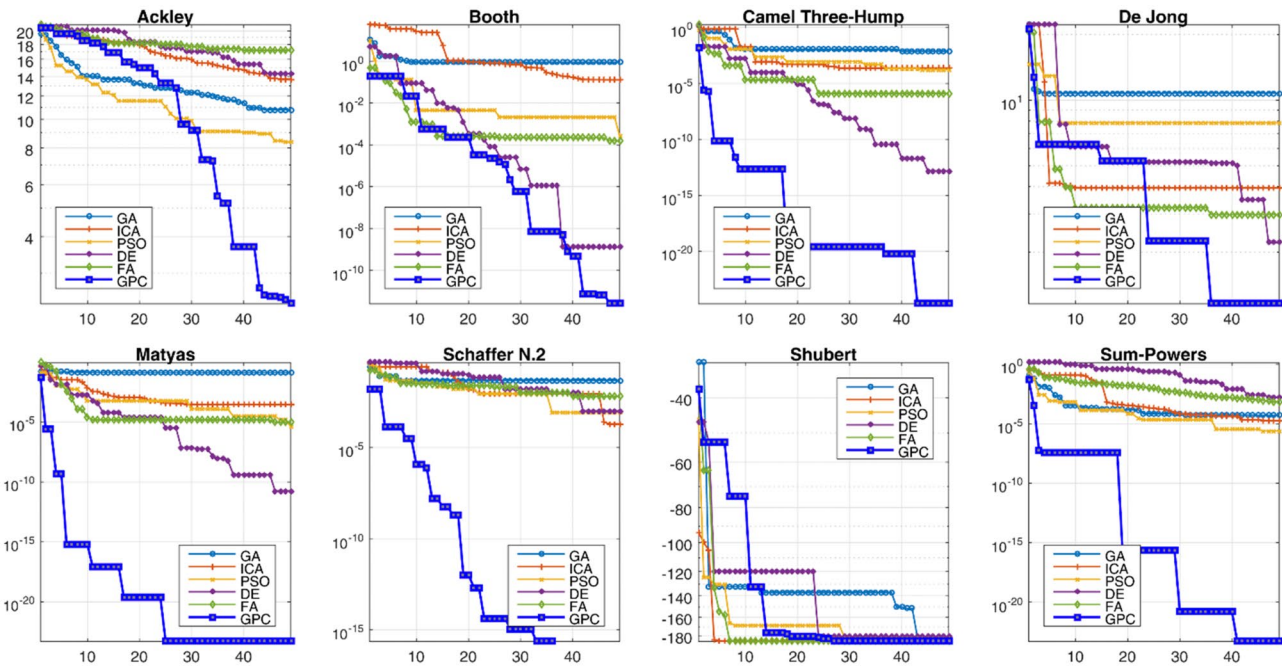 Ackley
20
18
16
14
12
10
8
6
4
GA
ICA
PSO
DE
FA
GPC
10 20 30 40
Booth
10^0
10^-2
10^-4
10^-6
10^-8
10^-10
GA
ICA
PSO
DE
FA
GPC
10 20 30 40
Camel Three-Hump
10^0
10^-5
10^-10
10^-15
10^-20
GA
ICA
PSO
DE
FA
GPC
10 20 30 40
De Jong
10^1
GA
ICA
PSO
DE
FA
GPC
10 20 30 40
Matyas
10^-5
10^-10
10^-15
10^-20
GA
ICA
PSO
DE
FA
GPC
10 20 30 40
Schaffer N.2
10^-5
10^-10
10^-15
GA
ICA
PSO
DE
FA
GPC
10 20 30 40
Shubert
-40
-60
-80
-100
-120
-140
-160
-180
GA
ICA
PSO
DE
FA
GPC
10 20 30 40
Sum-Powers
10^0
10^-5
10^-10
10^-15
10^-20
GA
ICA
PSO
DE
FA
GPC
10 20 30 40